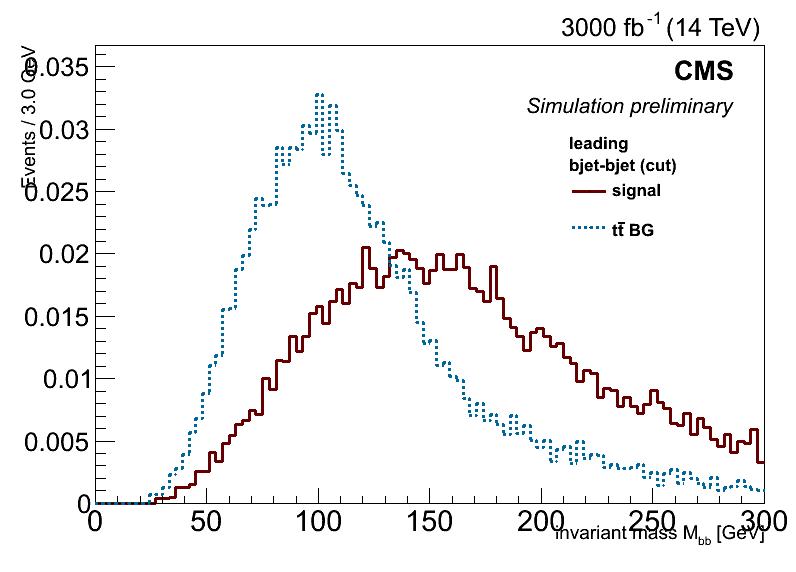 3000 fb⁻¹ (14 TeV)
CMS
Simulation preliminary
leading
bjet-bjet (cut)
signal
tt̄ BG
Events / 3.0 GeV
0.035
0.03
0.025
0.02
0.015
0.01
0.005
0
0 50 100 150 200 250 300
invariant mass M_bb [GeV]